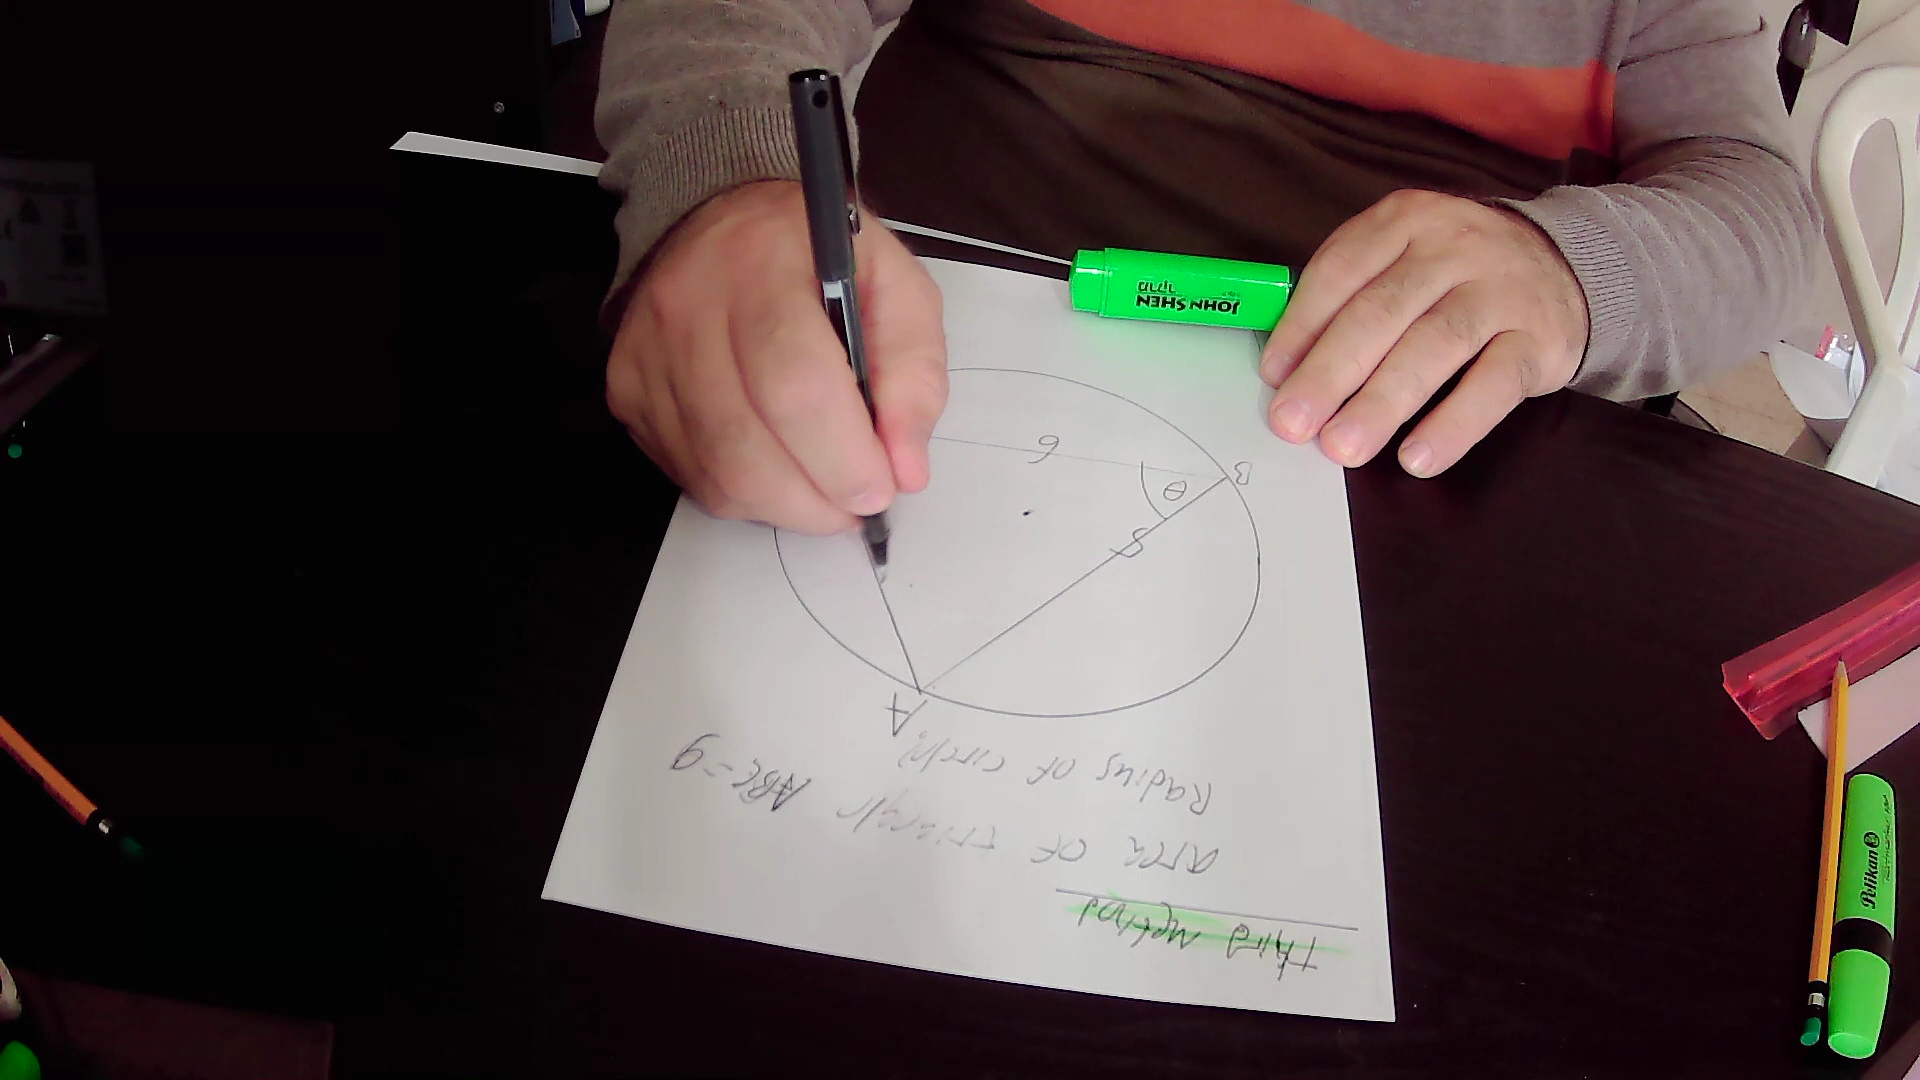 third method
area of triangle ABC = 9
Radius of circle?
A
5
θ
B
6
JOHN SHEN
Pelikan